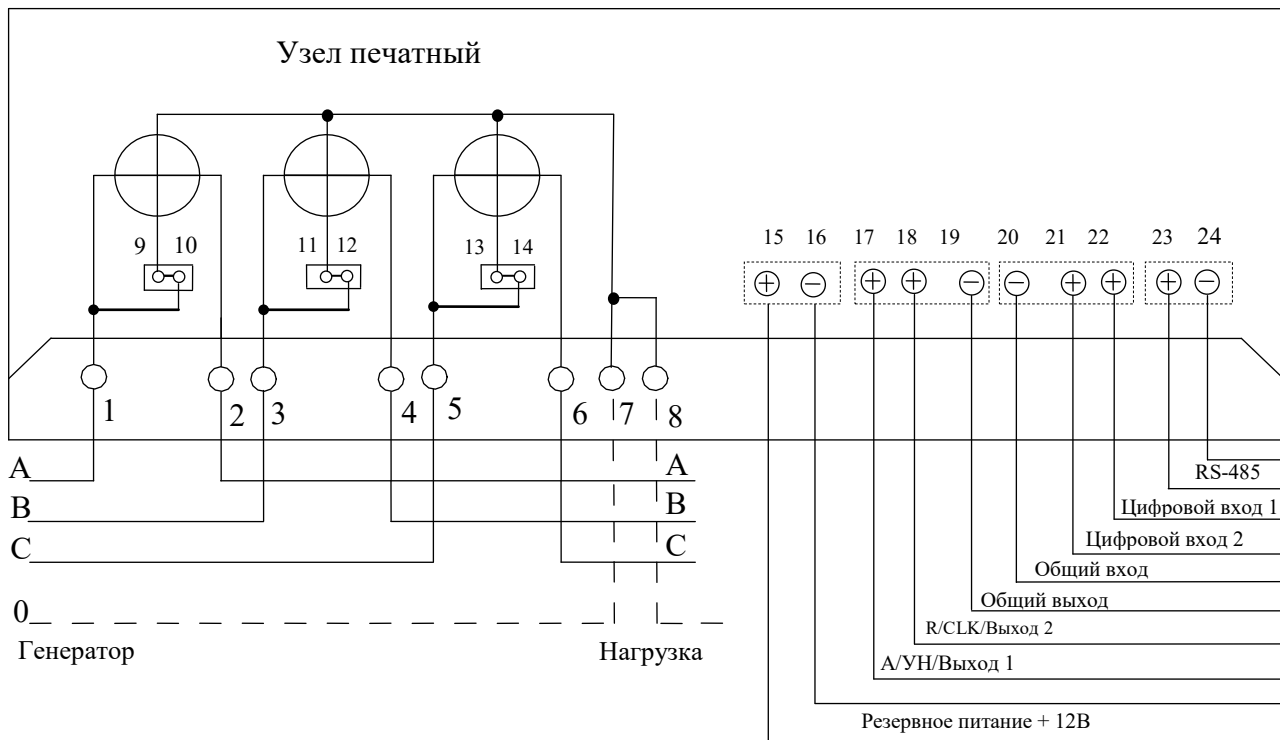 Узел печатный
9 10 11 12 13 14
15 16 17 18 19 20 21 22 23 24
1 2 3 4 5 6 7 8
A A
RS-485
B B
Цифровой вход 1
C C
Цифровой вход 2
Общий вход
0
Общий выход
R/CLK/Выход 2
Генератор Нагрузка
А/УН/Выход 1
Резервное питание + 12В